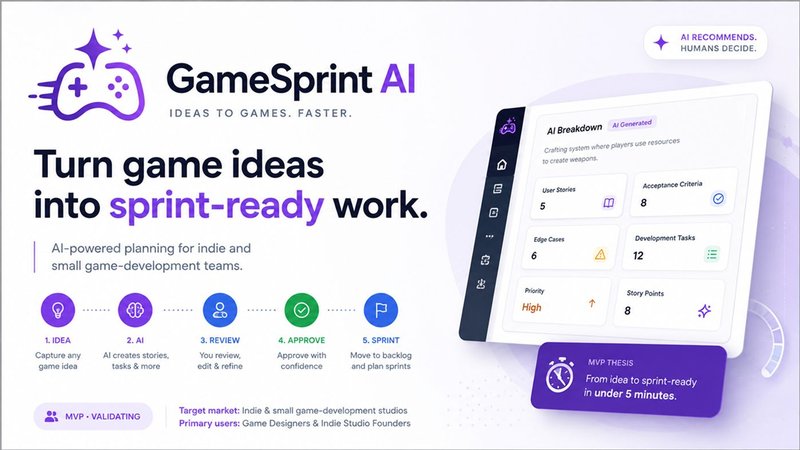 AI RECOMMENDS.
HUMANS DECIDE.
GameSprint AI
IDEAS TO GAMES. FASTER.
Turn game ideas
into sprint-ready work.
AI-powered planning for indie and
small game-development teams.
1. IDEA
Capture any
game idea
2. AI
AI creates stories,
tasks & more
3. REVIEW
You review,
edit & refine
4. APPROVE
Approve with
confidence
5. SPRINT
Move to backlog
and plan sprints
MVP • VALIDATING
Target market: Indie & small game-development studios
Primary users: Game Designers & Indie Studio Founders
AI Breakdown
AI Generated
Crafting system where players use resources
to create weapons.
User Stories
5
Acceptance Criteria
8
Edge Cases
6
Development Tasks
12
Priority
High
Story Points
8
MVP THESIS
From idea to sprint-ready
in under 5 minutes.